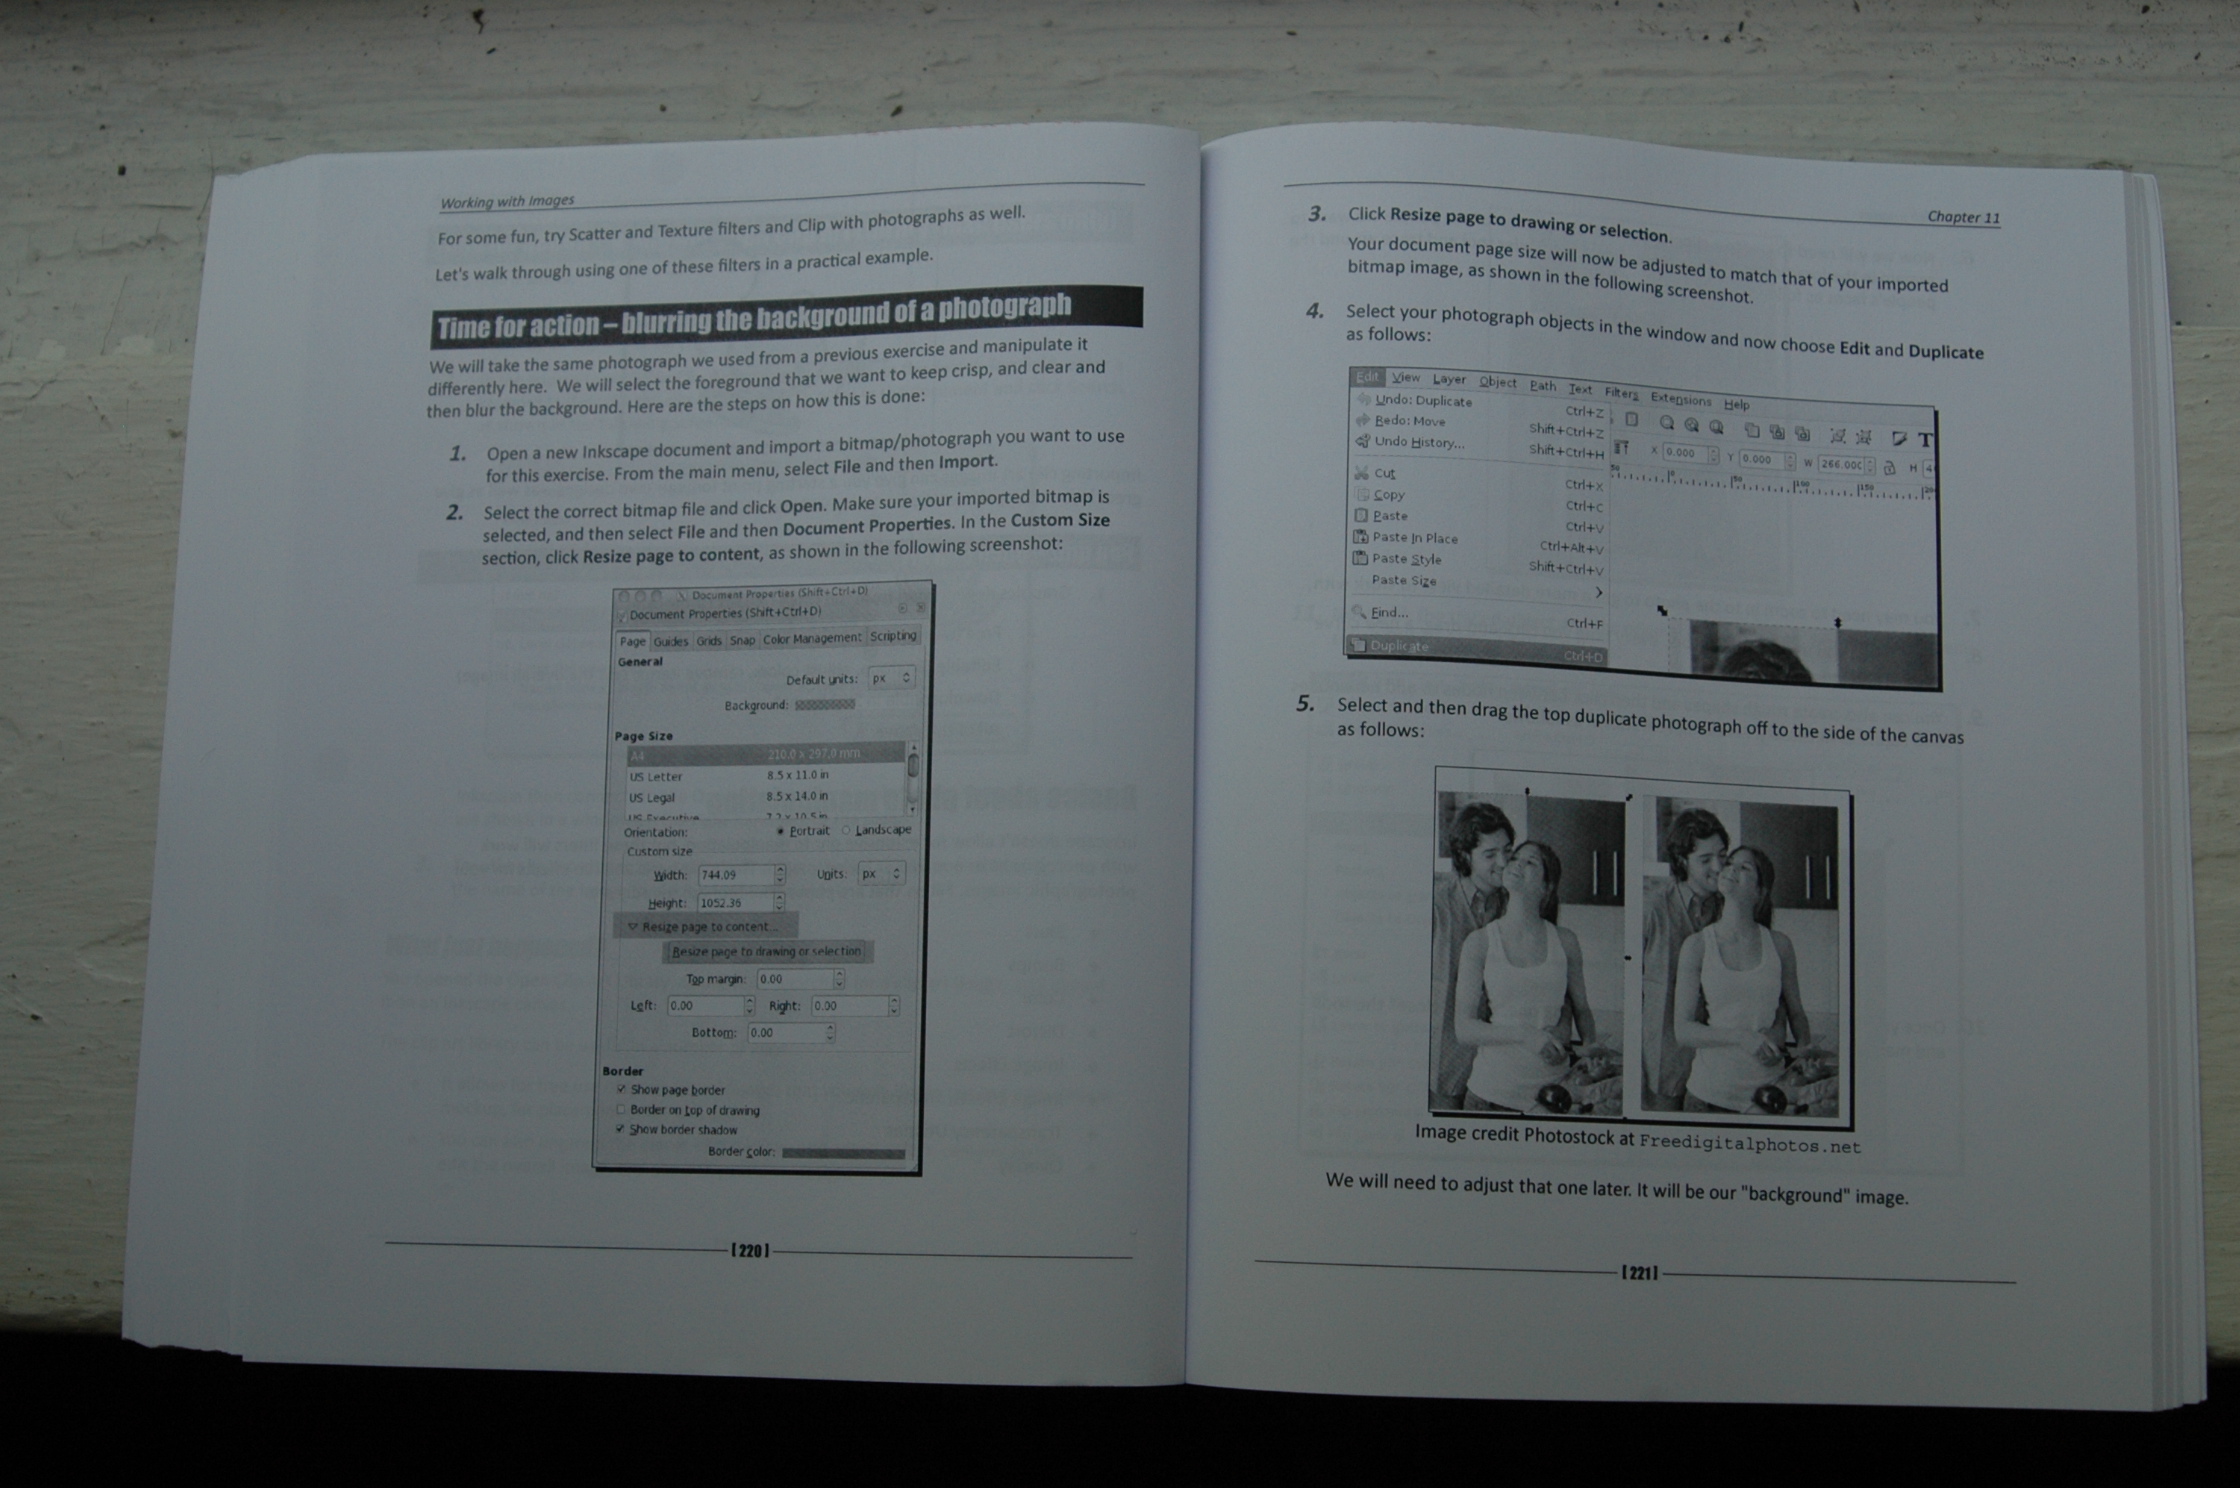 Working with Images
For some fun, try Scatter and Texture filters and Clip with photographs as well.
Let's walk through using one of these filters in a practical example.
Time for action – blurring the background of a photograph
We will take the same photograph we used from a previous exercise and manipulate it
differently here. We will select the foreground that we want to keep crisp, and clear and
then blur the background. Here are the steps on how this is done:
1. Open a new Inkscape document and import a bitmap/photograph you want to use
for this exercise. From the main menu, select File and then Import.
2. Select the correct bitmap file and click Open. Make sure your imported bitmap is
selected, and then select File and then Document Properties. In the Custom Size
section, click Resize page to content, as shown in the following screenshot:
Document Properties (Shift+Ctrl+D)
Document Properties (Shift+Ctrl+D)
Page Guides Grids Snap Color Management Scripting
General
Default units: px
Background:
Page Size
A4 210.0 x 297.0 mm
US Letter 8.5 x 11.0 in
US Legal 8.5 x 14.0 in
US Executive 7.2 x 10.5 in
Orientation: Portrait Landscape
Custom size
Width: 744.09 Units: px
Height: 1052.36
Resize page to content...
Resize page to drawing or selection
Top margin: 0.00
Left: 0.00 Right: 0.00
Bottom: 0.00
Border
Show page border
Border on top of drawing
Show border shadow
Border color:
[ 220 ]
Chapter 11
3. Click Resize page to drawing or selection.
Your document page size will now be adjusted to match that of your imported
bitmap image, as shown in the following screenshot.
4. Select your photograph objects in the window and now choose Edit and Duplicate
as follows:
Edit View Layer Object Path Text Filters Extensions Help
Undo: Duplicate Ctrl+Z
Redo: Move Shift+Ctrl+Z
Undo History... Shift+Ctrl+H
X 0.000 Y 0.000 W 266.000 H 4
Cut Ctrl+X
Copy Ctrl+C
Paste Ctrl+V
Paste In Place Ctrl+Alt+V
Paste Style Shift+Ctrl+V
Paste Size
Find... Ctrl+F
Duplicate Ctrl+D
5. Select and then drag the top duplicate photograph off to the side of the canvas
as follows:
Image credit Photostock at Freedigitalphotos.net
We will need to adjust that one later. It will be our "background" image.
[ 221 ]